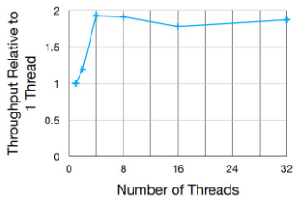 Throughput Relative to
1 Thread
2
1.5
1
0.5
0
0 8 16 24 32
Number of Threads